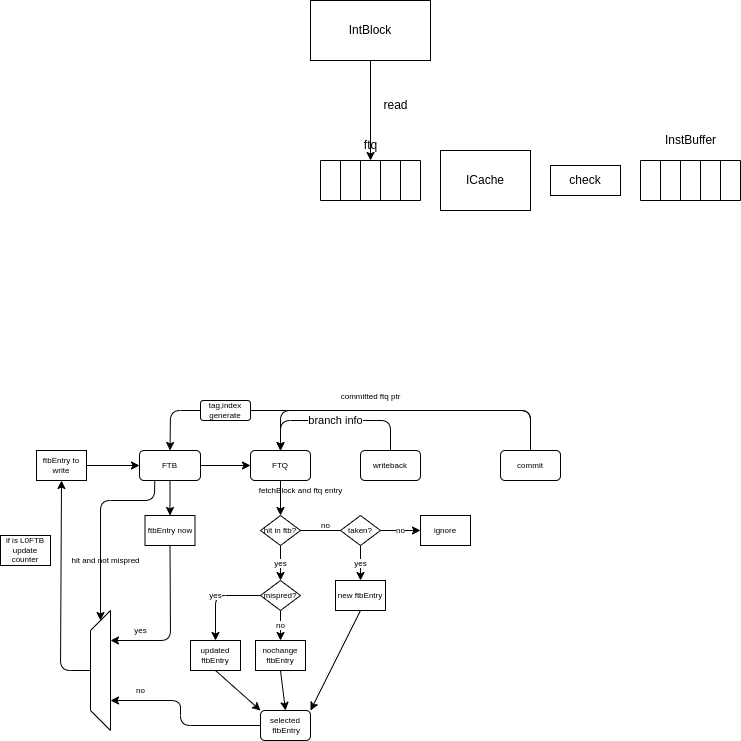 IntBlock
read
ftq
InstBuffer
ICache
check
committed ftq ptr
tag,index
generate
branch info
ftbEntry to
write
FTB
FTQ
writeback
commit
fetchBlock and ftq entry
ftbEntry now
hit in ftb?
no
taken?
no
ignore
if is L0FTB
update
counter
hit and not mispred
yes
yes
yes
mispred?
new ftbEntry
no
yes
updated
ftbEntry
nochange
ftbEntry
no
selected
ftbEntry